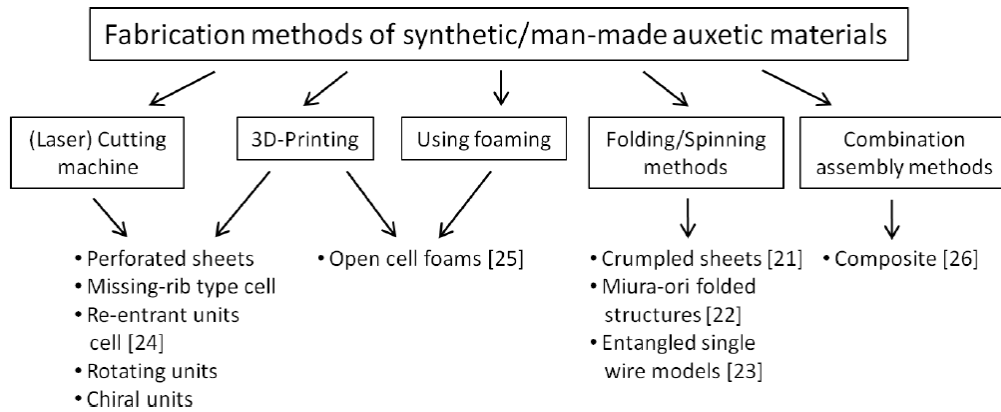 Fabrication methods of synthetic/man-made auxetic materials
(Laser) Cutting
machine
3D-Printing
Using foaming
Folding/Spinning
methods
Combination
assembly methods
• Perforated sheets
• Missing-rib type cell
• Re-entrant units
cell [24]
• Rotating units
• Chiral units
• Open cell foams [25]
• Crumpled sheets [21]
• Miura-ori folded
structures [22]
• Entangled single
wire models [23]
• Composite [26]